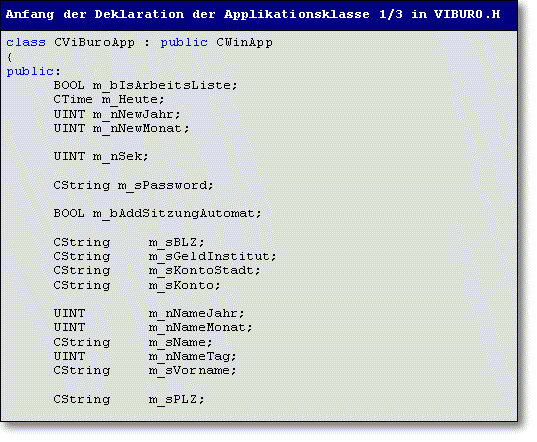 Anfang der Deklaration der Applikationsklasse 1/3 in VIBURO.H
class CViBuroApp : public CWinApp
{
public:
BOOL m_bIsArbeitsListe;
CTime m_Heute;
UINT m_nNewJahr;
UINT m_nNewMonat;
UINT m_nSek;
CString m_sPassword;
BOOL m_bAddSitzungAutomat;
CString m_sBLZ;
CString m_sGeldInstitut;
CString m_sKontoStadt;
CString m_sKonto;
UINT m_nNameJahr;
UINT m_nNameMonat;
CString m_sName;
UINT m_nNameTag;
CString m_sVorname;
CString m_sPLZ;